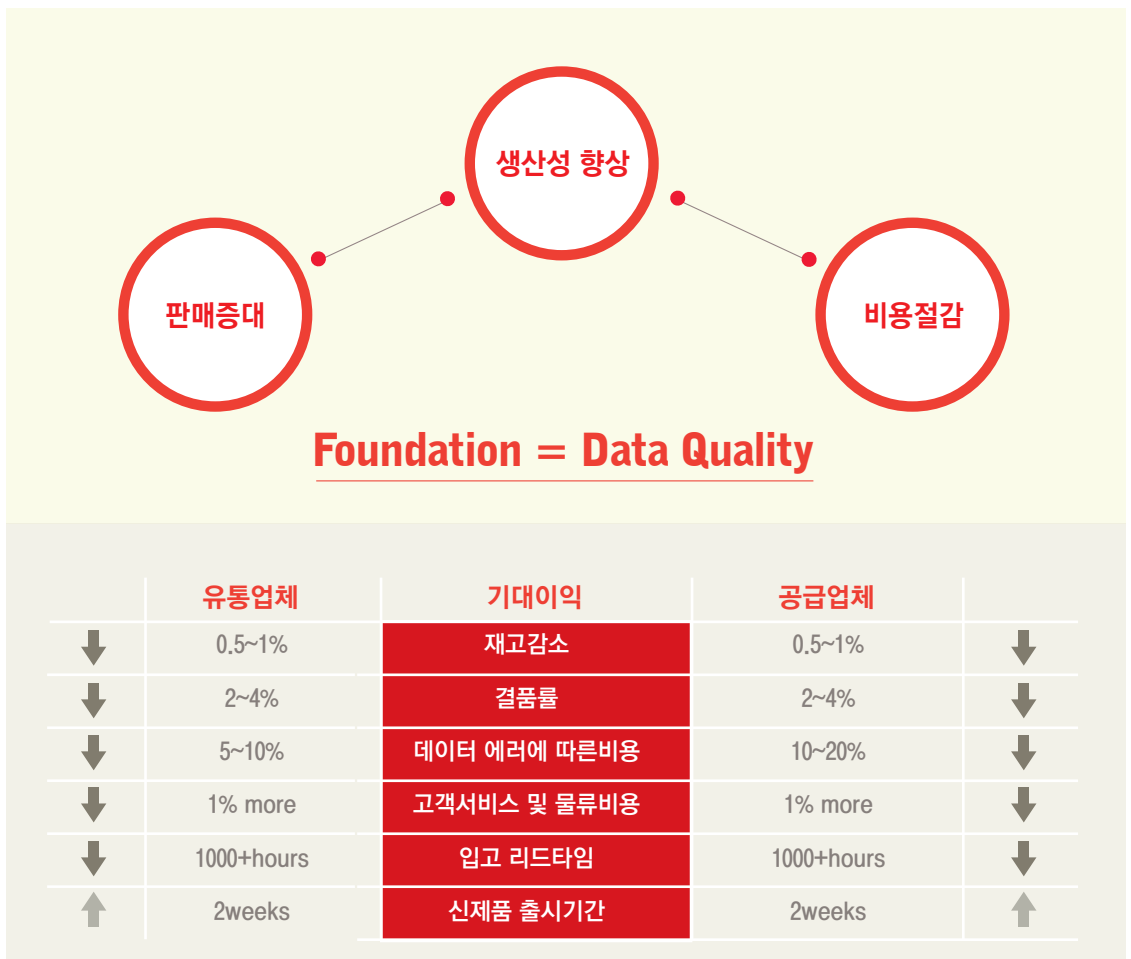 생산성 향상
판매증대
비용절감
Foundation = Data Quality
유통업체 기대이익 공급업체
0.5~1% 재고감소 0.5~1%
2~4% 결품률 2~4%
5~10% 데이터 에러에 따른비용 10~20%
1% more 고객서비스 및 물류비용 1% more
1000+hours 입고 리드타임 1000+hours
2weeks 신제품 출시기간 2weeks